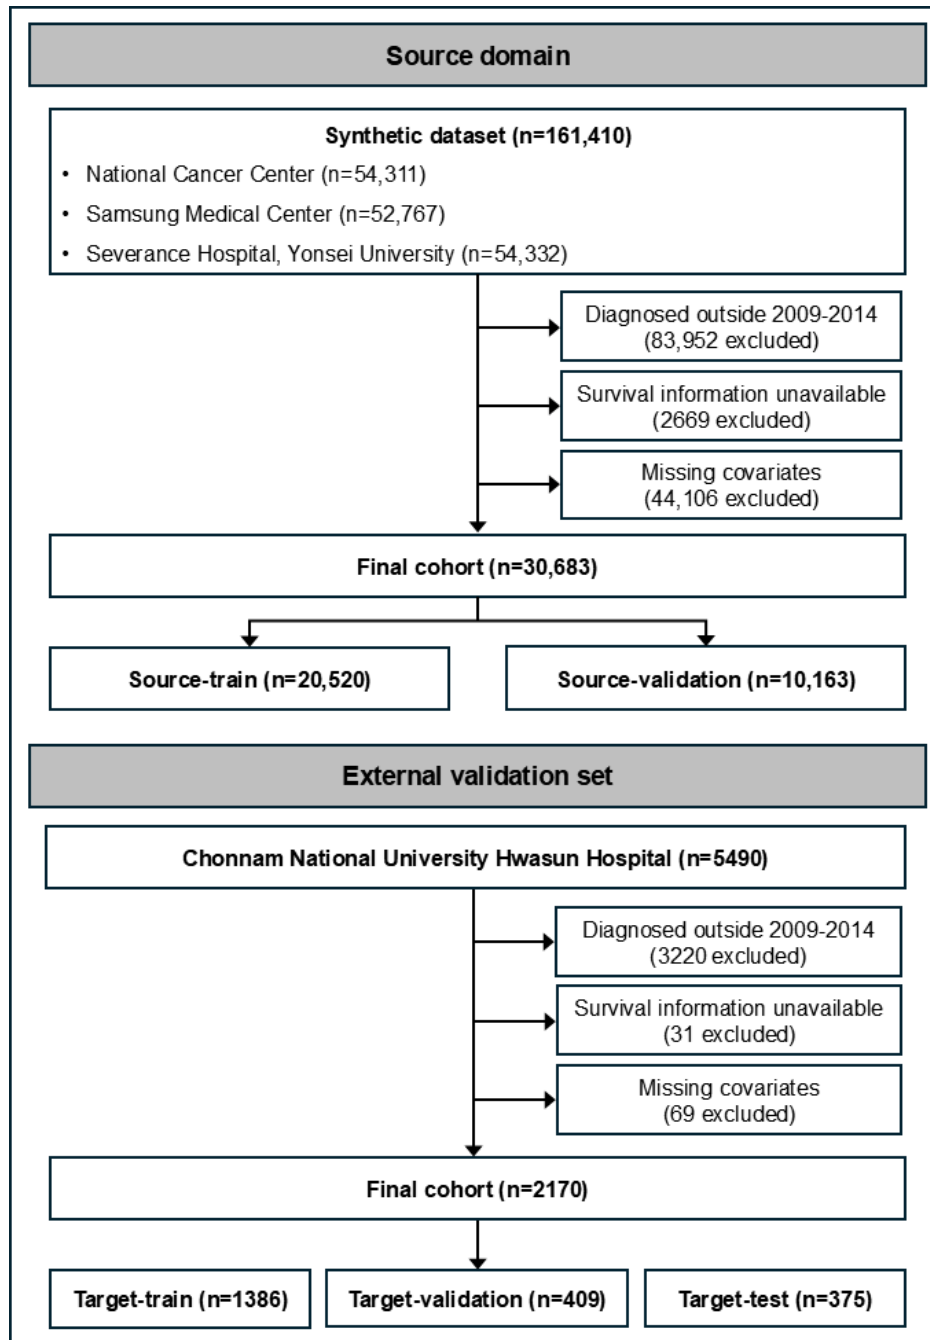 Source domain
Synthetic dataset (n=161,410)
• National Cancer Center (n=54,311)
• Samsung Medical Center (n=52,767)
• Severance Hospital, Yonsei University (n=54,332)
Diagnosed outside 2009-2014
(83,952 excluded)
Survival information unavailable
(2669 excluded)
Missing covariates
(44,106 excluded)
Final cohort (n=30,683)
Source-train (n=20,520)
Source-validation (n=10,163)
External validation set
Chonnam National University Hwasun Hospital (n=5490)
Diagnosed outside 2009-2014
(3220 excluded)
Survival information unavailable
(31 excluded)
Missing covariates
(69 excluded)
Final cohort (n=2170)
Target-train (n=1386)
Target-validation (n=409)
Target-test (n=375)